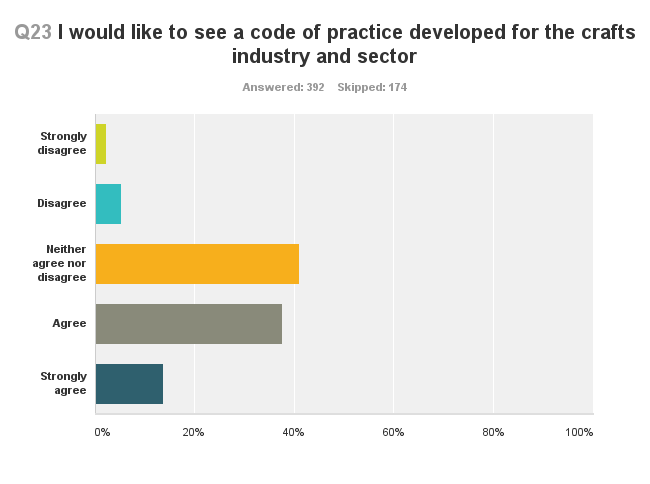 Q23 I would like to see a code of practice developed for the crafts
industry and sector
Answered: 392 Skipped: 174
Strongly
disagree
Disagree
Neither
agree nor
disagree
Agree
Strongly
agree
0% 20% 40% 60% 80% 100%